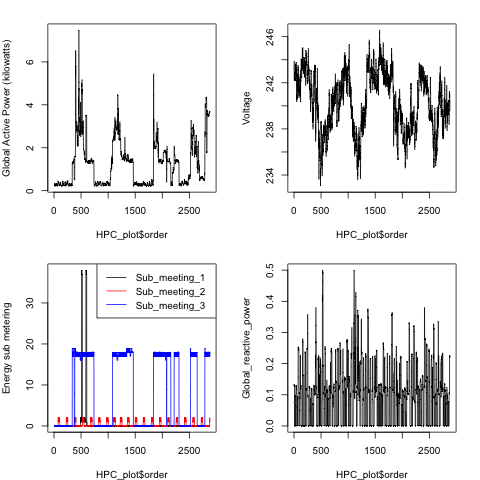 Global Active Power (kilowatts)
0 2 4 6
0 500 1500 2500
HPC_plot$order
Voltage
234 238 242 246
0 500 1500 2500
HPC_plot$order
Energy sub metering
0 10 20 30
Sub_meeting_1
Sub_meeting_2
Sub_meeting_3
0 500 1500 2500
HPC_plot$order
Global_reactive_power
0.0 0.1 0.2 0.3 0.4 0.5
0 500 1500 2500
HPC_plot$order